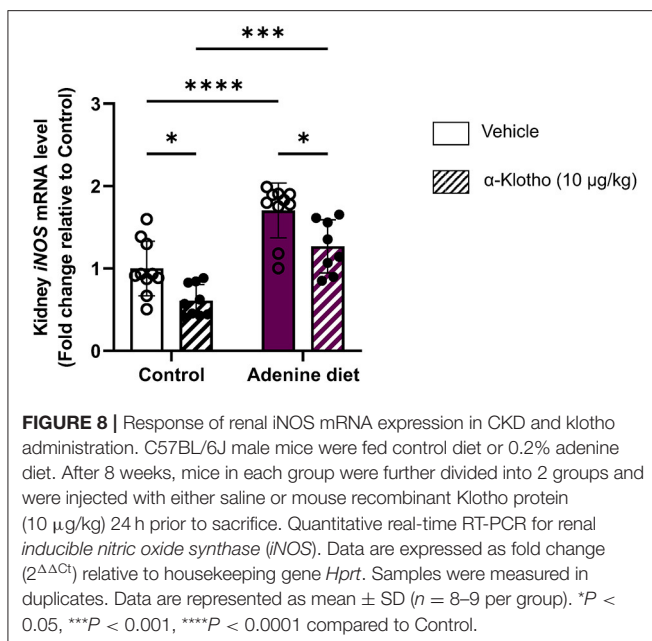 ***
****
*
*
Kidney iNOS mRNA level
(Fold change relative to Control)
3
2
1
0
Control
Adenine diet
Vehicle
α-Klotho (10 µg/kg)
FIGURE 8 | Response of renal iNOS mRNA expression in CKD and klotho
administration. C57BL/6J male mice were fed control diet or 0.2% adenine
diet. After 8 weeks, mice in each group were further divided into 2 groups and
were injected with either saline or mouse recombinant Klotho protein
(10 µg/kg) 24 h prior to sacrifice. Quantitative real-time RT-PCR for renal
inducible nitric oxide synthase (iNOS). Data are expressed as fold change
(2^ΔΔCt) relative to housekeeping gene Hprt. Samples were measured in
duplicates. Data are represented as mean ± SD (n = 8–9 per group). *P <
0.05, ***P < 0.001, ****P < 0.0001 compared to Control.